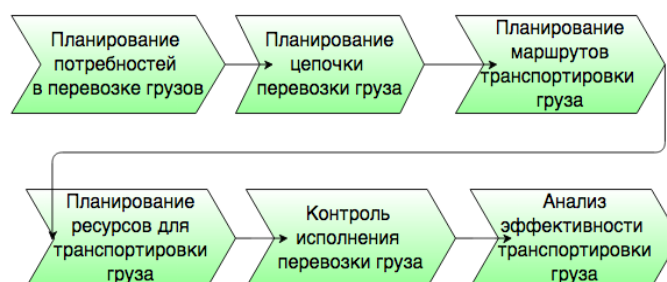 Планирование
потребностей
в перевозке грузов
Планирование
цепочки
перевозки груза
Планирование
маршрутов
транспортировки
груза
Планирование
ресурсов для
транспортировки
груза
Контроль
исполнения
перевозки груза
Анализ
эффективности
транспортировки
груза